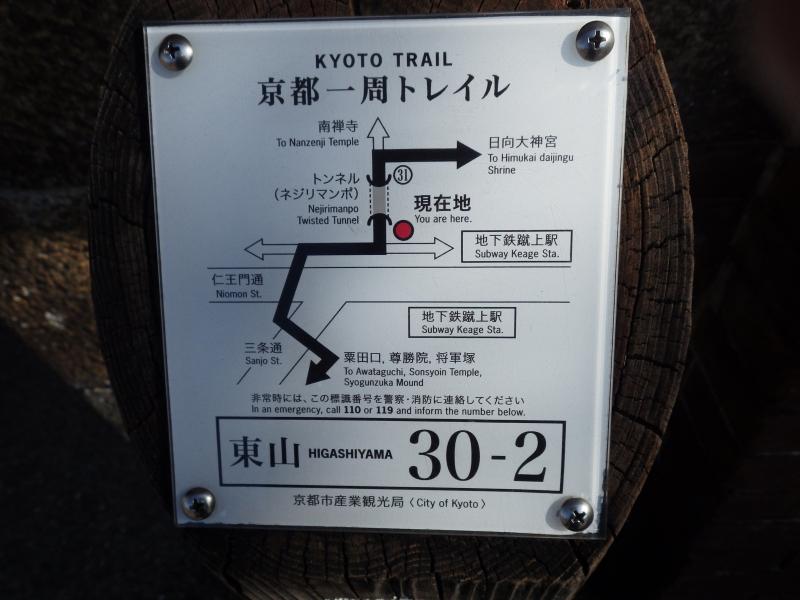 KYOTO TRAIL
京都一周トレイル
南禅寺
To Nanzenji Temple
日向大神宮
To Himukai daijingu
Shrine
トンネル
(ネジリマンポ)
Nejirimanpo
Twisted Tunnel
31
現在地
You are here.
地下鉄蹴上駅
Subway Keage Sta.
仁王門通
Niomon St.
地下鉄蹴上駅
Subway Keage Sta.
三条通
Sanjo St.
粟田口, 尊勝院, 将軍塚
To Awataguchi, Sonsyoin Temple,
Syogunzuka Mound
非常時には、この標識番号を警察・消防に連絡してください
In an emergency, call 110 or 119 and inform the number below.
東山 HIGASHIYAMA 30-2
京都市産業観光局〈City of Kyoto〉